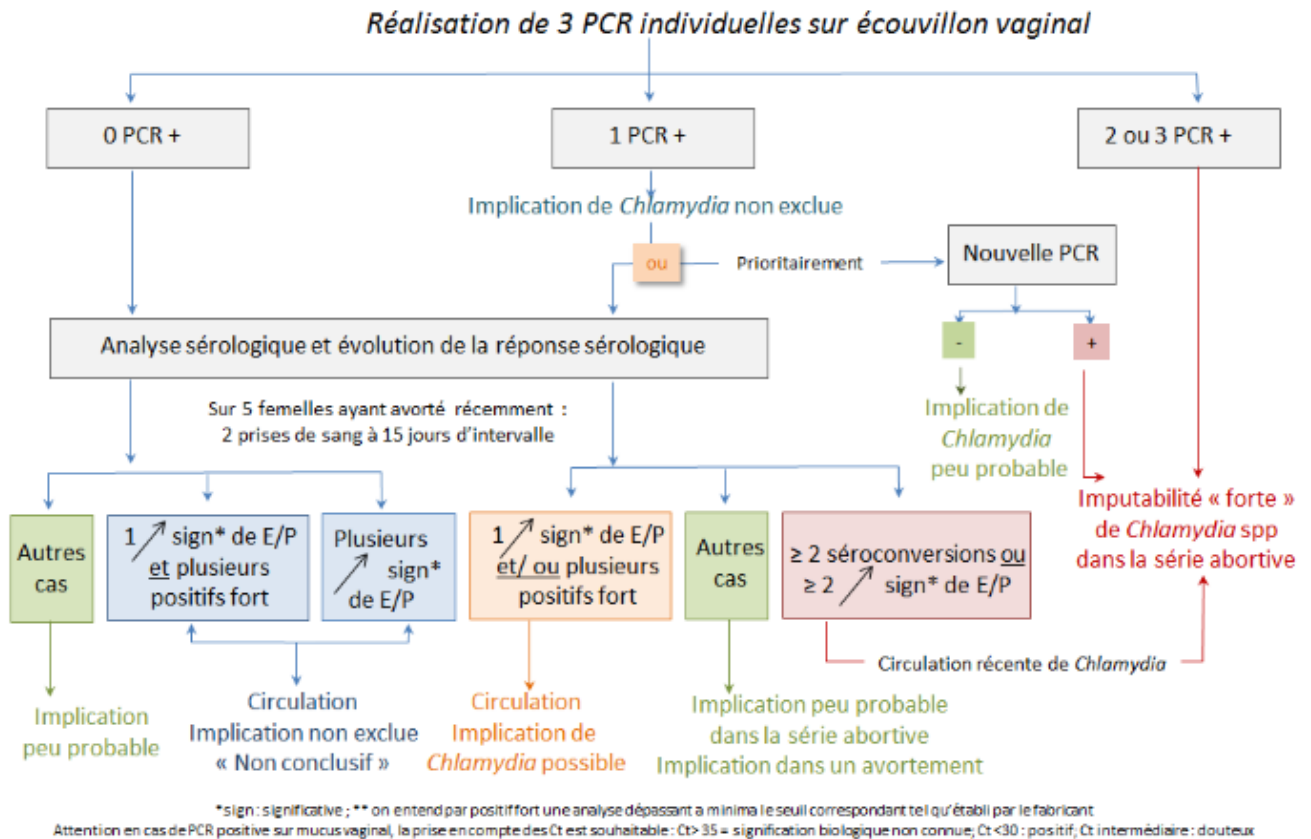 Réalisation de 3 PCR individuelles sur écouvillon vaginal
0 PCR +
1 PCR +
2 ou 3 PCR +
Implication de Chlamydia non exclue
ou
Prioritairement
Nouvelle PCR
-
+
Analyse sérologique et évolution de la réponse sérologique
Sur 5 femelles ayant avorté récemment :
2 prises de sang à 15 jours d'intervalle
Implication de
Chlamydia
peu probable
Imputabilité « forte »
de Chlamydia spp
dans la série abortive
Autres
cas
1 ↗ sign* de E/P
et plusieurs
positifs fort
Plusieurs
↗ sign*
de E/P
1 ↗ sign* de E/P
et/ ou plusieurs
positifs fort
Autres
cas
≥ 2 séroconversions ou
≥ 2 ↗ sign* de E/P
Circulation récente de Chlamydia
Implication
peu probable
Circulation
Implication non exclue
« Non conclusif »
Circulation
Implication de
Chlamydia possible
Implication peu probable
dans la série abortive
Implication dans un avortement
*sign : significative ; ** on entend par positif fort une analyse dépassant a minima le seuil correspondant tel qu'établi par le fabricant
Attention en cas de PCR positive sur mucus vaginal, la prise en compte des Ct est souhaitable : Ct> 35 = signification biologique non connue; Ct <30 : positif; Ct intermédiaire : douteux